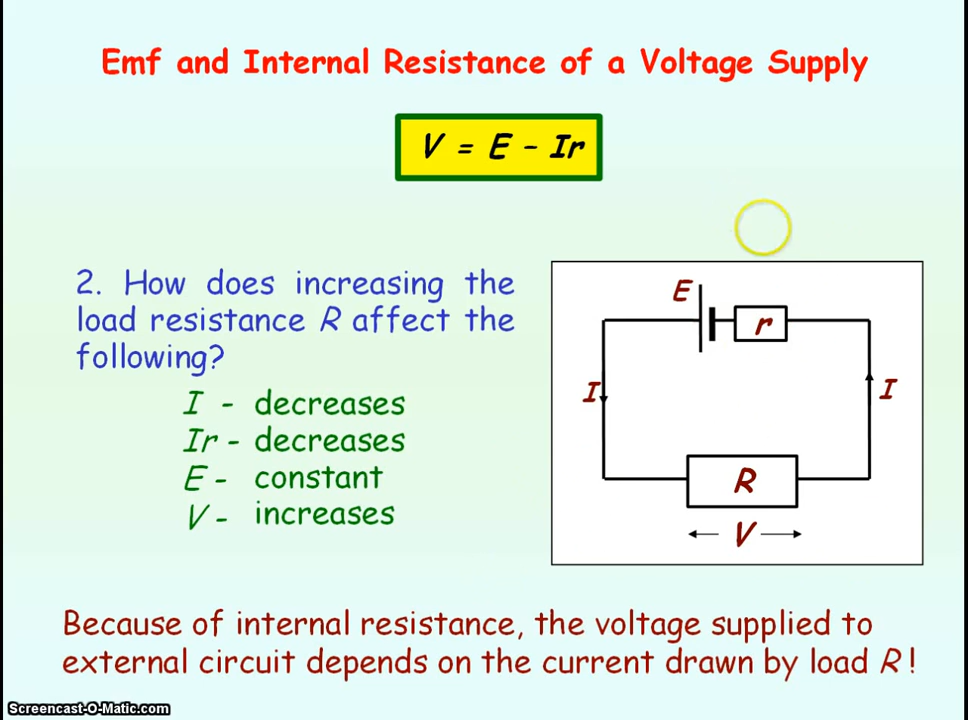 Emf and Internal Resistance of a Voltage Supply
V = E - Ir
2. How does increasing the
load resistance R affect the
following?
I - decreases
Ir - decreases
E - constant
V - increases
E
r
I
I
R
V
Because of internal resistance, the voltage supplied to
external circuit depends on the current drawn by load R!
Screencast-O-Matic.com